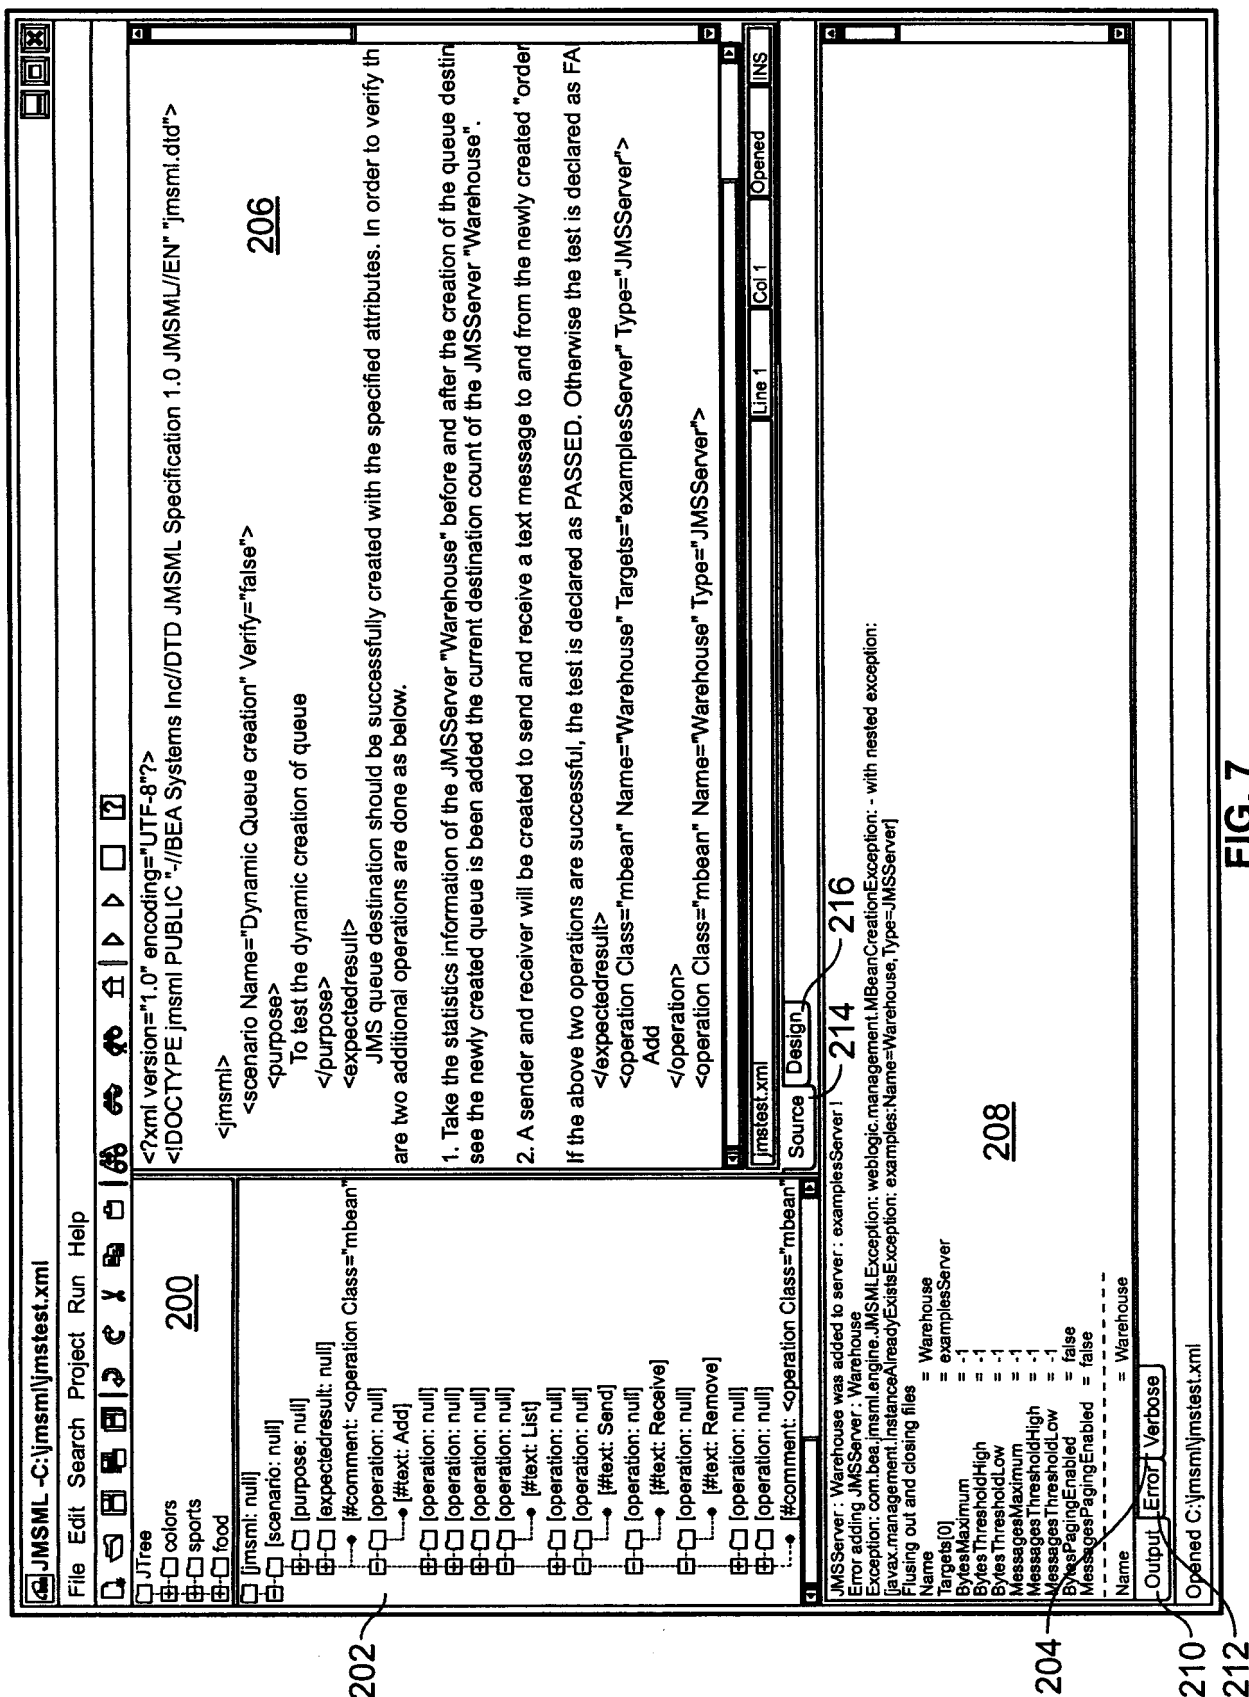 JMSML -C:\jmsml\jmstest.xml
File Edit Search Project Run Help
?
JTree
colors
sports
food
200
[jmsml: null]
[scenario: null]
[purpose: null]
[expectedresult: null]
[#comment: <operation Class="mbean"
[operation: null]
[#text: Add]
[operation: null]
[operation: null]
[operation: null]
[operation: null]
[#text: List]
[operation: null]
[operation: null]
[#text: Send]
[operation: null]
[#text: Receive]
[operation: null]
[#text: Remove]
[operation: null]
[operation: null]
[#comment: <operation Class="mbean"
202
<?xml version="1.0" encoding="UTF-8"?>
<!DOCTYPE jmsml PUBLIC "-//BEA Systems Inc//DTD JMSML Specification 1.0 JMSML//EN" "jmsml.dtd">
<jmsml>
<scenario Name="Dynamic Queue creation" Verify="false">
<purpose>
To test the dynamic creation of queue
</purpose>
<expectedresult>
JMS queue destination should be successfully created with the specified attributes. In order to verify th
are two additional operations are done as below.
1. Take the statistics information of the JMSServer "Warehouse" before and after the creation of the queue destin
see the newly created queue is been added the current destination count of the JMSServer "Warehouse".
2. A sender and receiver will be created to send and receive a text message to and from the newly created "order
If the above two operations are successful, the test is declared as PASSED. Otherwise the test is declared as FA
</expectedresult>
<operation Class="mbean" Name="Warehouse" Targets="examplesServer" Type="JMSServer">
Add
</operation>
<operation Class="mbean" Name="Warehouse" Type="JMSServer">
206
jmstest.xml Line 1 Col 1 Opened INS
Source Design
214
216
JMSServer : Warehouse was added to server : examplesServer !
Error adding JMSServer : Warehouse
Exception: com.bea.jmsml.engine.JMSMLException: weblogic.management.MBeanCreationException: - with nested exception:
[javax.management.InstanceAlreadyExistsException: examples:Name=Warehouse,Type=JMSServer]
Flusing out and closing files
Name = Warehouse
Targets[0] = examplesServer
BytesMaximum = -1
BytesThresholdHigh = -1
BytesThresholdLow = -1
MessagesMaximum = -1
MessagesThresholdHigh = -1
MessagesThresholdLow = -1
BytesPagingEnabled = false
MessagesPagingEnabled = false
- - - - - - - - - - - - - - - - - - - - - - - -
Name = Warehouse
208
Output Error Verbose
204
210
212
Opened C:\jmsml\jmstest.xml
FIG. 7